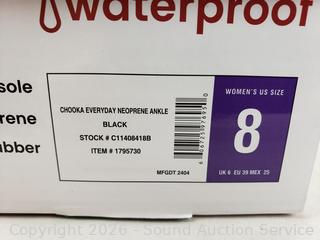 waterproof
sole
rene
ubber
CHOOKA EVERYDAY NEOPRENE ANKLE
BLACK
STOCK # C11408418B
ITEM # 1795730
MFGDT 2404
WOMEN'S US SIZE
8
UK 6 EU 39 MEX 25
Copyright © 2026 - Sound Auction Service